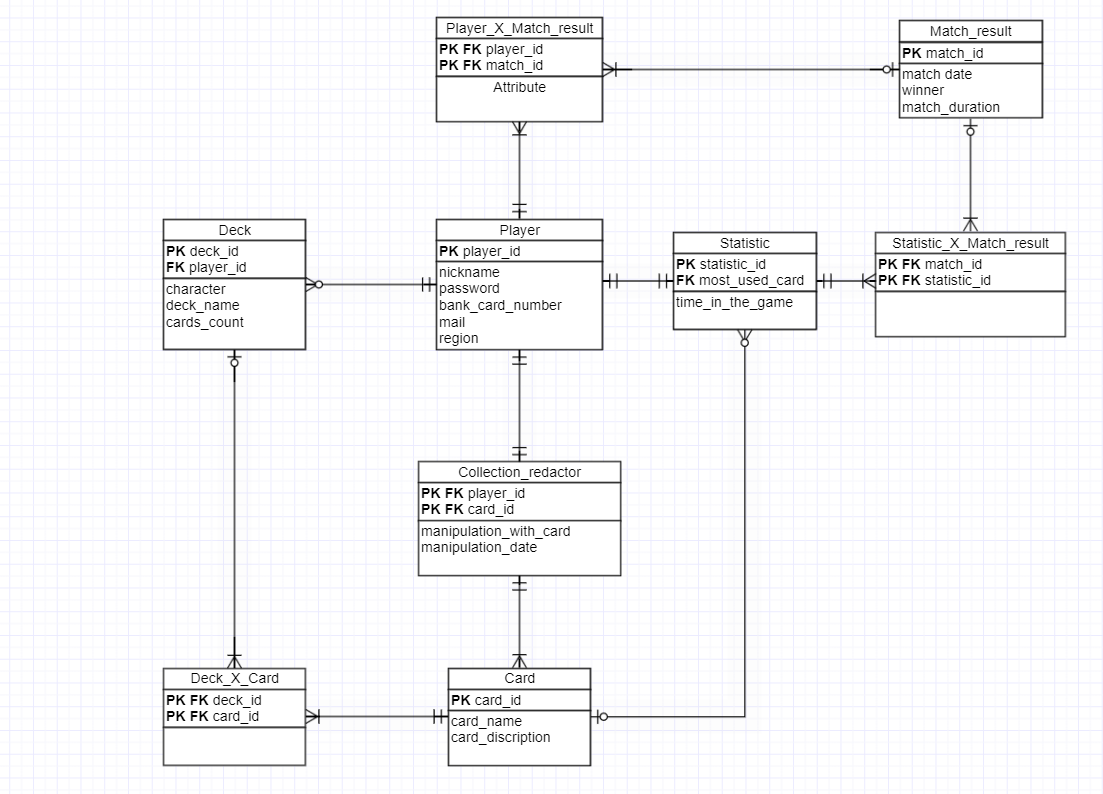 Player_X_Match_result
PK FK player_id
PK FK match_id
Attribute
Match_result
PK match_id
match date
winner
match_duration
Deck
PK deck_id
FK player_id
character
deck_name
cards_count
Player
PK player_id
nickname
password
bank_card_number
mail
region
Statistic
PK statistic_id
FK most_used_card
time_in_the_game
Statistic_X_Match_result
PK FK match_id
PK FK statistic_id
Collection_redactor
PK FK player_id
PK FK card_id
manipulation_with_card
manipulation_date
Deck_X_Card
PK FK deck_id
PK FK card_id
Card
PK card_id
card_name
card_discription